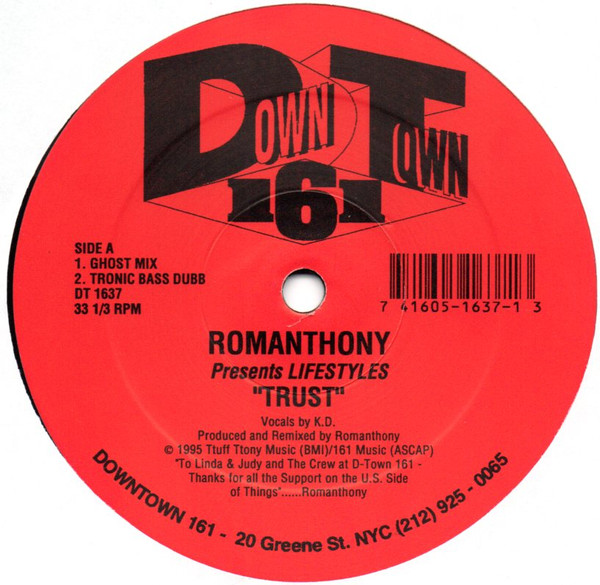 DOWN TOWN
161
SIDE A
1. GHOST MIX
2. TRONIC BASS DUBB
DT 1637
33 1/3 RPM
7 41605-1637-1 3
ROMANTHONY
Presents LIFESTYLES
"TRUST"
Vocals by K.D.
Produced and Remixed by Romanthony
© 1995 Ttuff Ttony Music (BMI)/161 Music (ASCAP)
"To Linda & Judy and The Crew at D-Town 161 -
Thanks for all the Support on the U.S. Side
of Things"......Romanthony
DOWNTOWN 161 - 20 Greene St. NYC (212) 925 - 0065